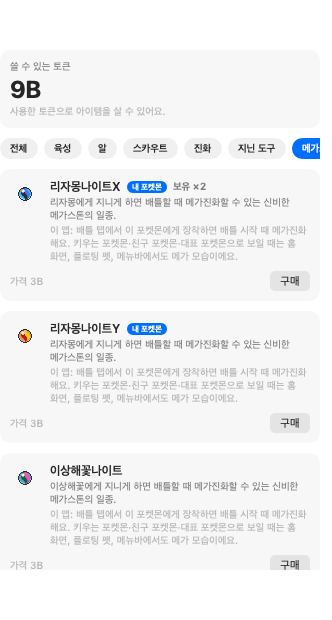 쓸 수 있는 토큰
9B
사용한 토큰으로 아이템을 살 수 있어요.
전체 육성 알 스카우트 진화 지닌 도구 메가
리자몽나이트X 내 포켓몬 보유 ×2
리자몽에게 지니게 하면 배틀할 때 메가진화할 수 있는 신비한
메가스톤의 일종.
이 앱: 배틀 탭에서 이 포켓몬에게 장착하면 배틀 시작 때 메가진화
해요. 키우는 포켓몬·친구 포켓몬·대표 포켓몬으로 보일 때는 홈
화면, 플로팅 펫, 메뉴바에서도 메가 모습이에요.
가격 3B 구매
리자몽나이트Y 내 포켓몬
리자몽에게 지니게 하면 배틀할 때 메가진화할 수 있는 신비한
메가스톤의 일종.
이 앱: 배틀 탭에서 이 포켓몬에게 장착하면 배틀 시작 때 메가진화
해요. 키우는 포켓몬·친구 포켓몬·대표 포켓몬으로 보일 때는 홈
화면, 플로팅 펫, 메뉴바에서도 메가 모습이에요.
가격 3B 구매
이상해꽃나이트
이상해꽃에게 지니게 하면 배틀할 때 메가진화할 수 있는 신비한
메가스톤의 일종.
이 앱: 배틀 탭에서 이 포켓몬에게 장착하면 배틀 시작 때 메가진화
해요. 키우는 포켓몬·친구 포켓몬·대표 포켓몬으로 보일 때는 홈
화면, 플로팅 펫, 메뉴바에서도 메가 모습이에요.
가격 3B 구매